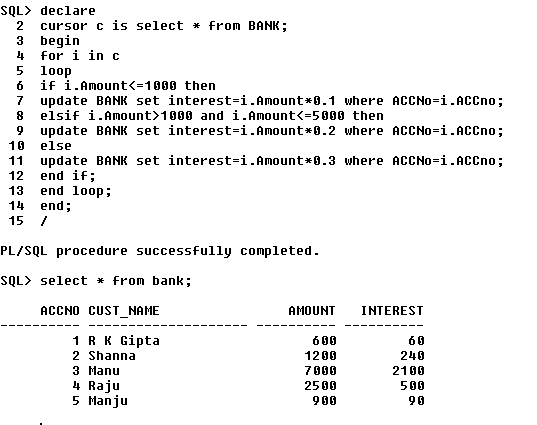 SQL> declare
2 cursor c is select * from BANK;
3 begin
4 for i in c
5 loop
6 if i.Amount<=1000 then
7 update BANK set interest=i.Amount*0.1 where ACCNo=i.ACCno;
8 elsif i.Amount>1000 and i.Amount<=5000 then
9 update BANK set interest=i.Amount*0.2 where ACCNo=i.ACCno;
10 else
11 update BANK set interest=i.Amount*0.3 where ACCNo=i.ACCno;
12 end if;
13 end loop;
14 end;
15 /
PL/SQL procedure successfully completed.
SQL> select * from bank;
ACCNO CUST_NAME AMOUNT INTEREST
---------- -------------------- ---------- ----------
1 R K Gipta 600 60
2 Shanna 1200 240
3 Manu 7000 2100
4 Raju 2500 500
5 Manju 900 90